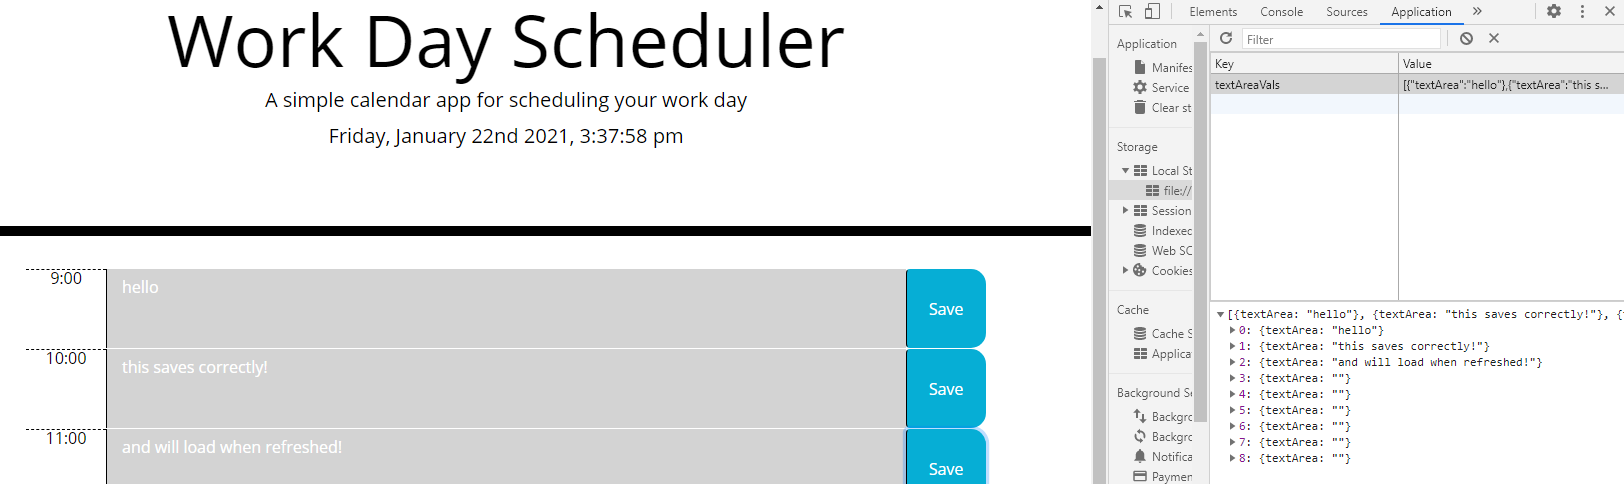 Work Day Scheduler
A simple calendar app for scheduling your work day
Friday, January 22nd 2021, 3:37:58 pm
9:00
hello
Save
10:00
this saves correctly!
Save
11:00
and will load when refreshed!
Save
Elements Console Sources Application »
Application
Manifes
Service
Clear st
Storage
Local St
file://
Session
Indexed
Web SC
Cookies
Cache
Cache S
Applica
Background Se
Backgro
Backgro
Notifica
Paymen
Filter
Key Value
textAreaVals [{"textArea":"hello"},{"textArea":"this s...
[{textArea: "hello"}, {textArea: "this saves correctly!"}, {
0: {textArea: "hello"}
1: {textArea: "this saves correctly!"}
2: {textArea: "and will load when refreshed!"}
3: {textArea: ""}
4: {textArea: ""}
5: {textArea: ""}
6: {textArea: ""}
7: {textArea: ""}
8: {textArea: ""}